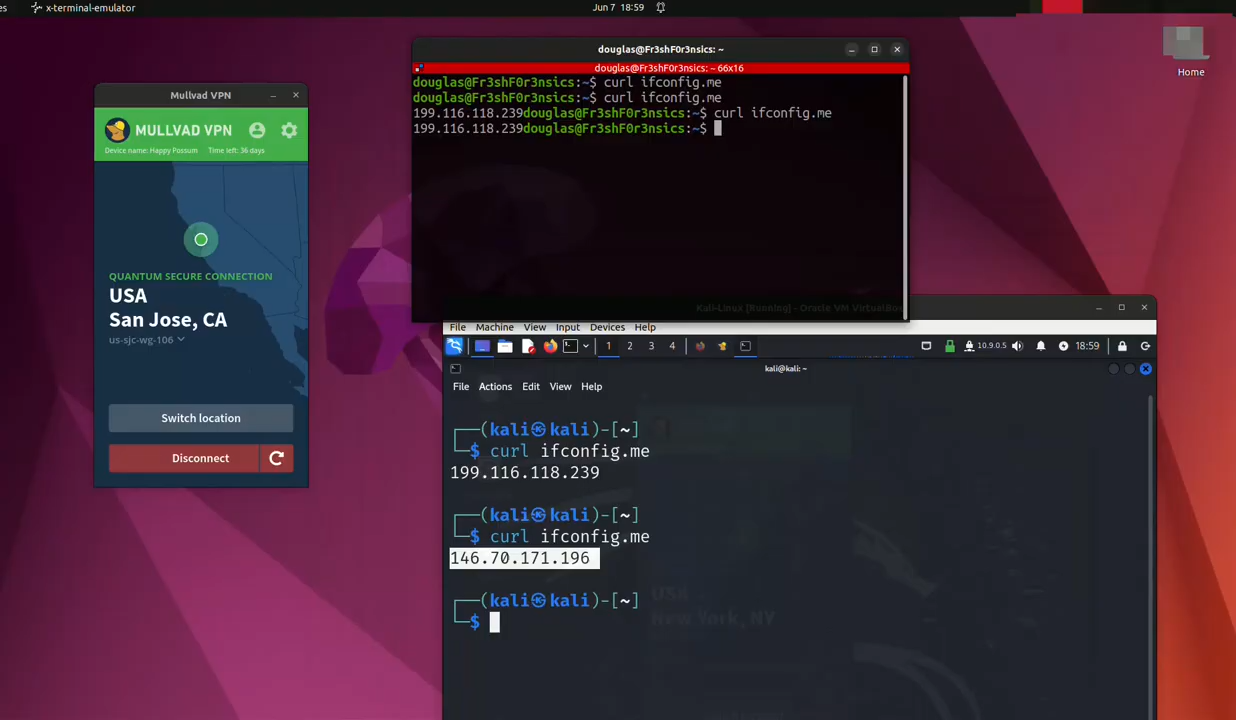 es
x-terminal-emulator
Jun 7 18:59
Home
Mullvad VPN
MULLVAD VPN
Device name: Happy Possum Time left: 36 days
QUANTUM SECURE CONNECTION
USA
San Jose, CA
us-sjc-wg-106
Switch location
Disconnect
douglas@Fr3shF0r3nsics: ~
douglas@Fr3shF0r3nsics: ~ 66x16
douglas@Fr3shF0r3nsics:~$ curl ifconfig.me
douglas@Fr3shF0r3nsics:~$ curl ifconfig.me
199.116.118.239douglas@Fr3shF0r3nsics:~$ curl ifconfig.me
199.116.118.239douglas@Fr3shF0r3nsics:~$
Kali-Linux [Running] - Oracle VM VirtualBox
File Machine View Input Devices Help
1 2 3 4 10.9.0.5 18:59
kali@kali: ~
File Actions Edit View Help
┌──(kali㉿kali)-[~]
└─$ curl ifconfig.me
199.116.118.239
┌──(kali㉿kali)-[~]
└─$ curl ifconfig.me
146.70.171.196
┌──(kali㉿kali)-[~]
└─$
USA
New York, NY